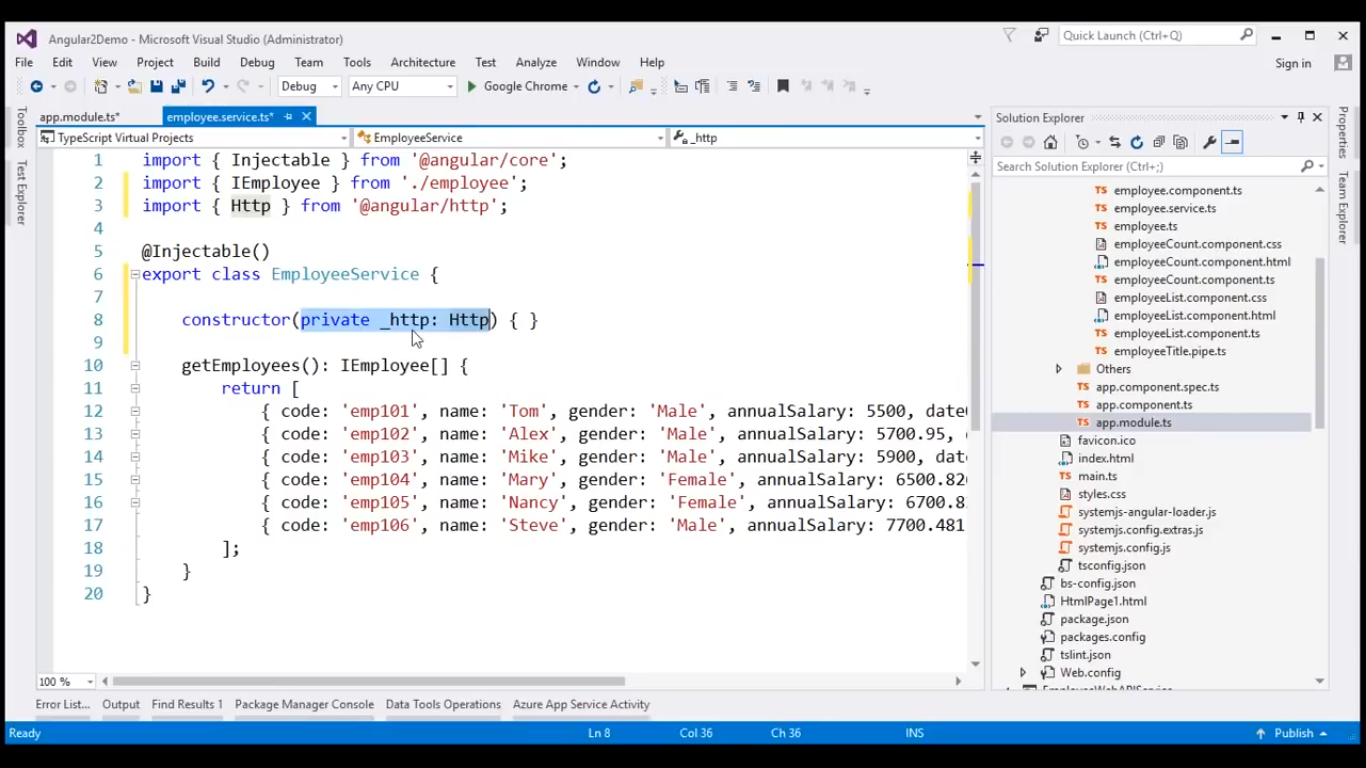 Angular2Demo - Microsoft Visual Studio (Administrator)
Quick Launch (Ctrl+Q)
File Edit View Project Build Debug Team Tools Architecture Test Analyze Window Help
Sign in
Debug Any CPU Google Chrome
Toolbox
Test Explorer
app.module.ts*
employee.service.ts*
TypeScript Virtual Projects
EmployeeService
_http
1 import { Injectable } from '@angular/core';
2 import { IEmployee } from './employee';
3 import { Http } from '@angular/http';
4
5 @Injectable()
6 export class EmployeeService {
7
8 constructor(private _http: Http) { }
9
10 getEmployees(): IEmployee[] {
11 return [
12 { code: 'emp101', name: 'Tom', gender: 'Male', annualSalary: 5500,
13 { code: 'emp102', name: 'Alex', gender: 'Male', annualSalary: 5700.95,
14 { code: 'emp103', name: 'Mike', gender: 'Male', annualSalary: 5900, date
15 { code: 'emp104', name: 'Mary', gender: 'Female', annualSalary:
16 { code: 'emp105', name: 'Nancy', gender: 'Female', annualSalary:
17 { code: 'emp106', name: 'Steve', gender: 'Male', annualSalary: 7700.481
18 ];
19 }
20 }
100 %
Solution Explorer
Search Solution Explorer (Ctrl+;)
employee.component.ts
employee.service.ts
employee.ts
employeeCount.component.css
employeeCount.component.html
employeeCount.component.ts
employeeList.component.css
employeeList.component.html
employeeList.component.ts
employeeTitle.pipe.ts
Others
app.component.spec.ts
app.component.ts
app.module.ts
favicon.ico
index.html
main.ts
styles.css
systemjs-angular-loader.js
systemjs.config.extras.js
systemjs.config.js
tsconfig.json
bs-config.json
HtmlPage1.html
package.json
packages.config
tslint.json
Web.config
Properties
Team Explorer
Error List... Output Find Results 1 Package Manager Console Data Tools Operations Azure App Service Activity
Ready Ln 8 Col 36 Ch 36 INS Publish